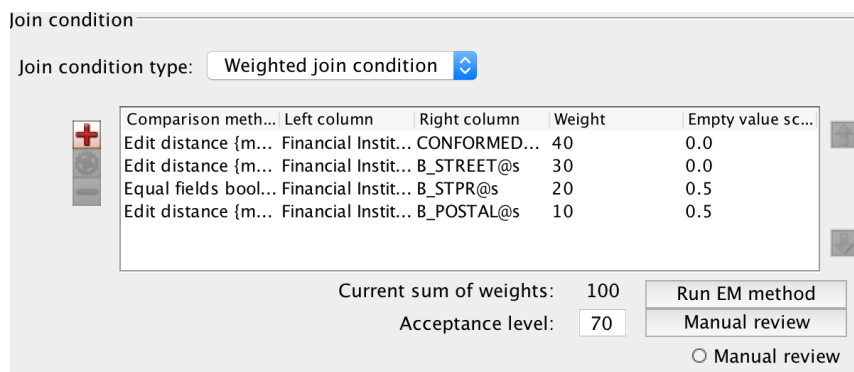 Join condition
Join condition type: Weighted join condition
Comparison meth... Left column Right column Weight Empty value sc...
Edit distance {m... Financial Instit... CONFORMED... 40 0.0
Edit distance {m... Financial Instit... B_STREET@s 30 0.0
Equal fields bool... Financial Instit... B_STPR@s 20 0.5
Edit distance {m... Financial Instit... B_POSTAL@s 10 0.5
Current sum of weights: 100 Run EM method
Acceptance level: 70 Manual review
Manual review